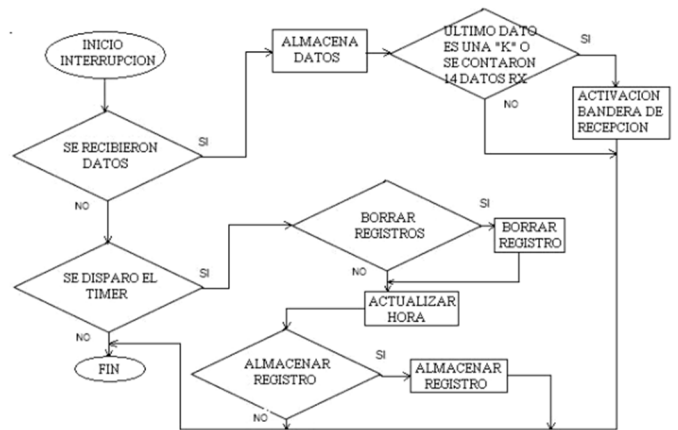 INICIO
INTERRUPCION
SE RECIBIERON
DATOS
SI
NO
ALMACENA
DATOS
ULTIMO DATO
ES UNA "K" O
SE CONTARON
14 DATOS RX
SI
NO
ACTIVACION
BANDERA DE
RECEPCION
SE DISPARO EL
TIMER
SI
NO
BORRAR
REGISTROS
SI
NO
BORRAR
REGISTRO
ACTUALIZAR
HORA
ALMACENAR
REGISTRO
SI
NO
ALMACENAR
REGISTRO
FIN